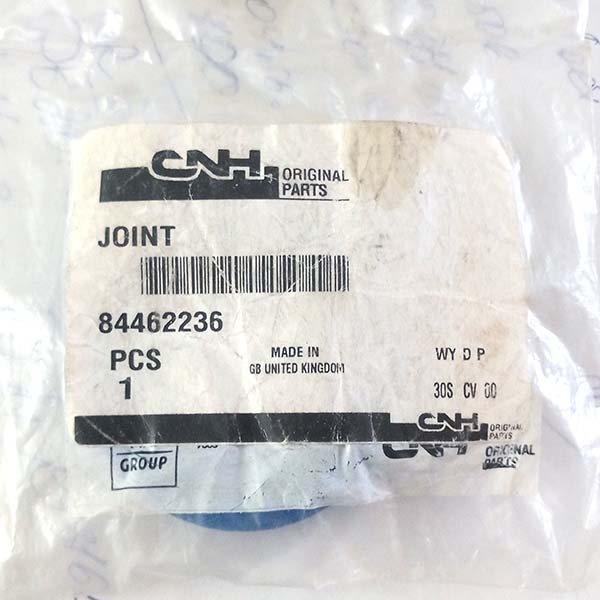 CNH ORIGINAL
PARTS
JOINT
84462236
PCS
1
MADE IN
GB UNITED KINGDOM
WY D P
30S CV 00
CNH ORIGINAL
PARTS
GROUP
CNH ORIGINAL
PARTS